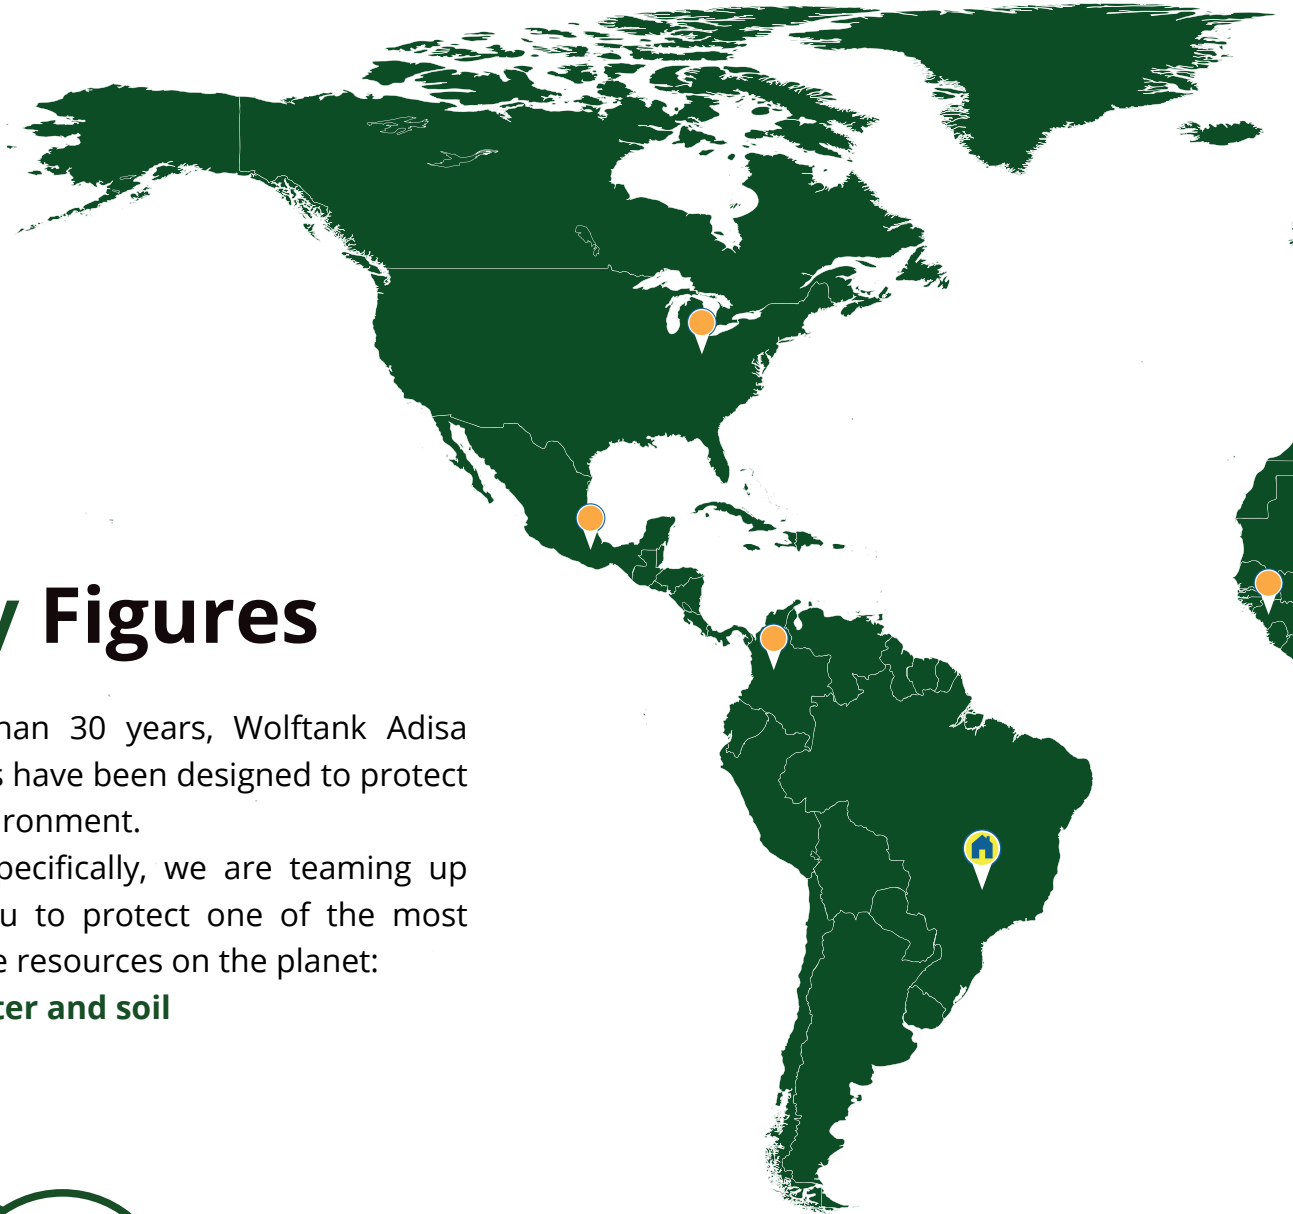 y Figures
han 30 years, Wolftank Adisa
s have been designed to protect
ronment.
pecifically, we are teaming up
u to protect one of the most
e resources on the planet:
ter and soil